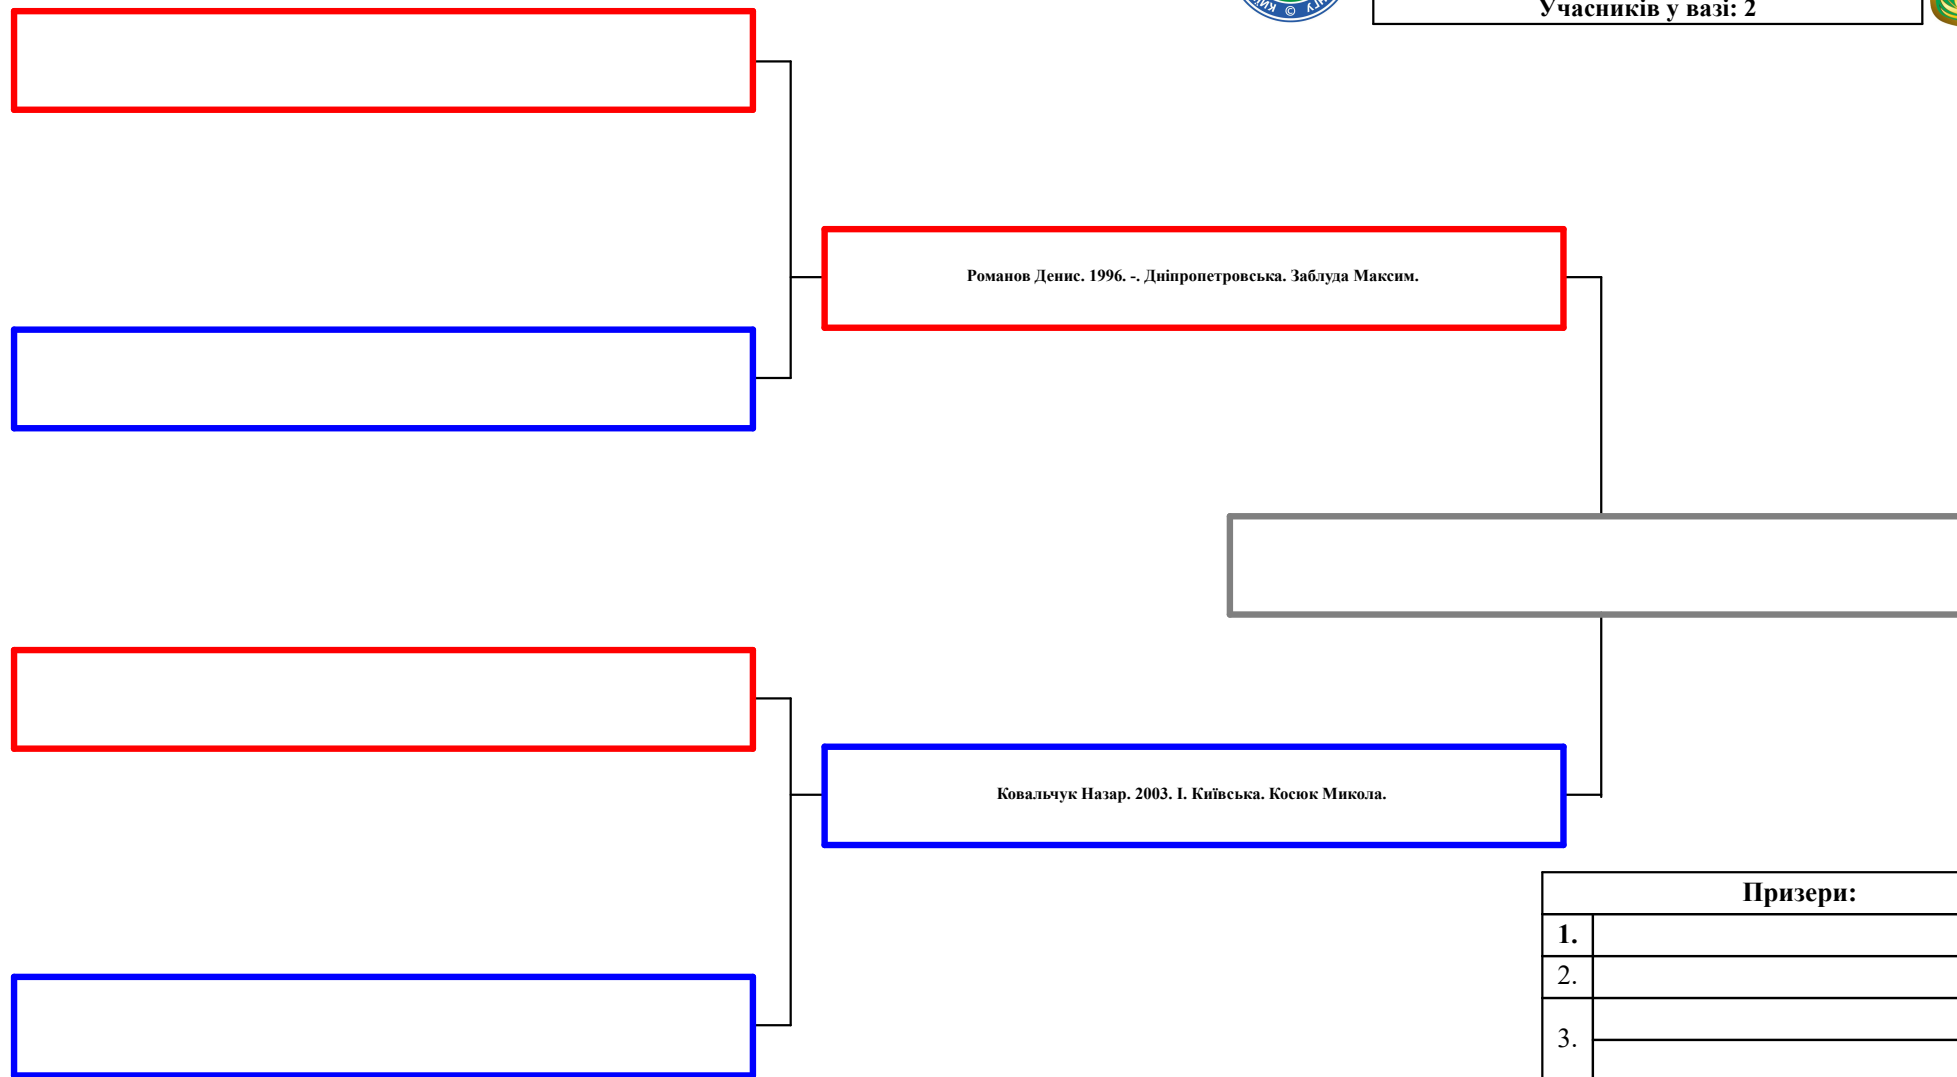 Учасників у вазі: 2
Романов Денис. 1996. -. Дніпропетровська. Заблуда Максим.
Ковальчук Назар. 2003. І. Київська. Косюк Микола.
Призери:
1.
2.
3.